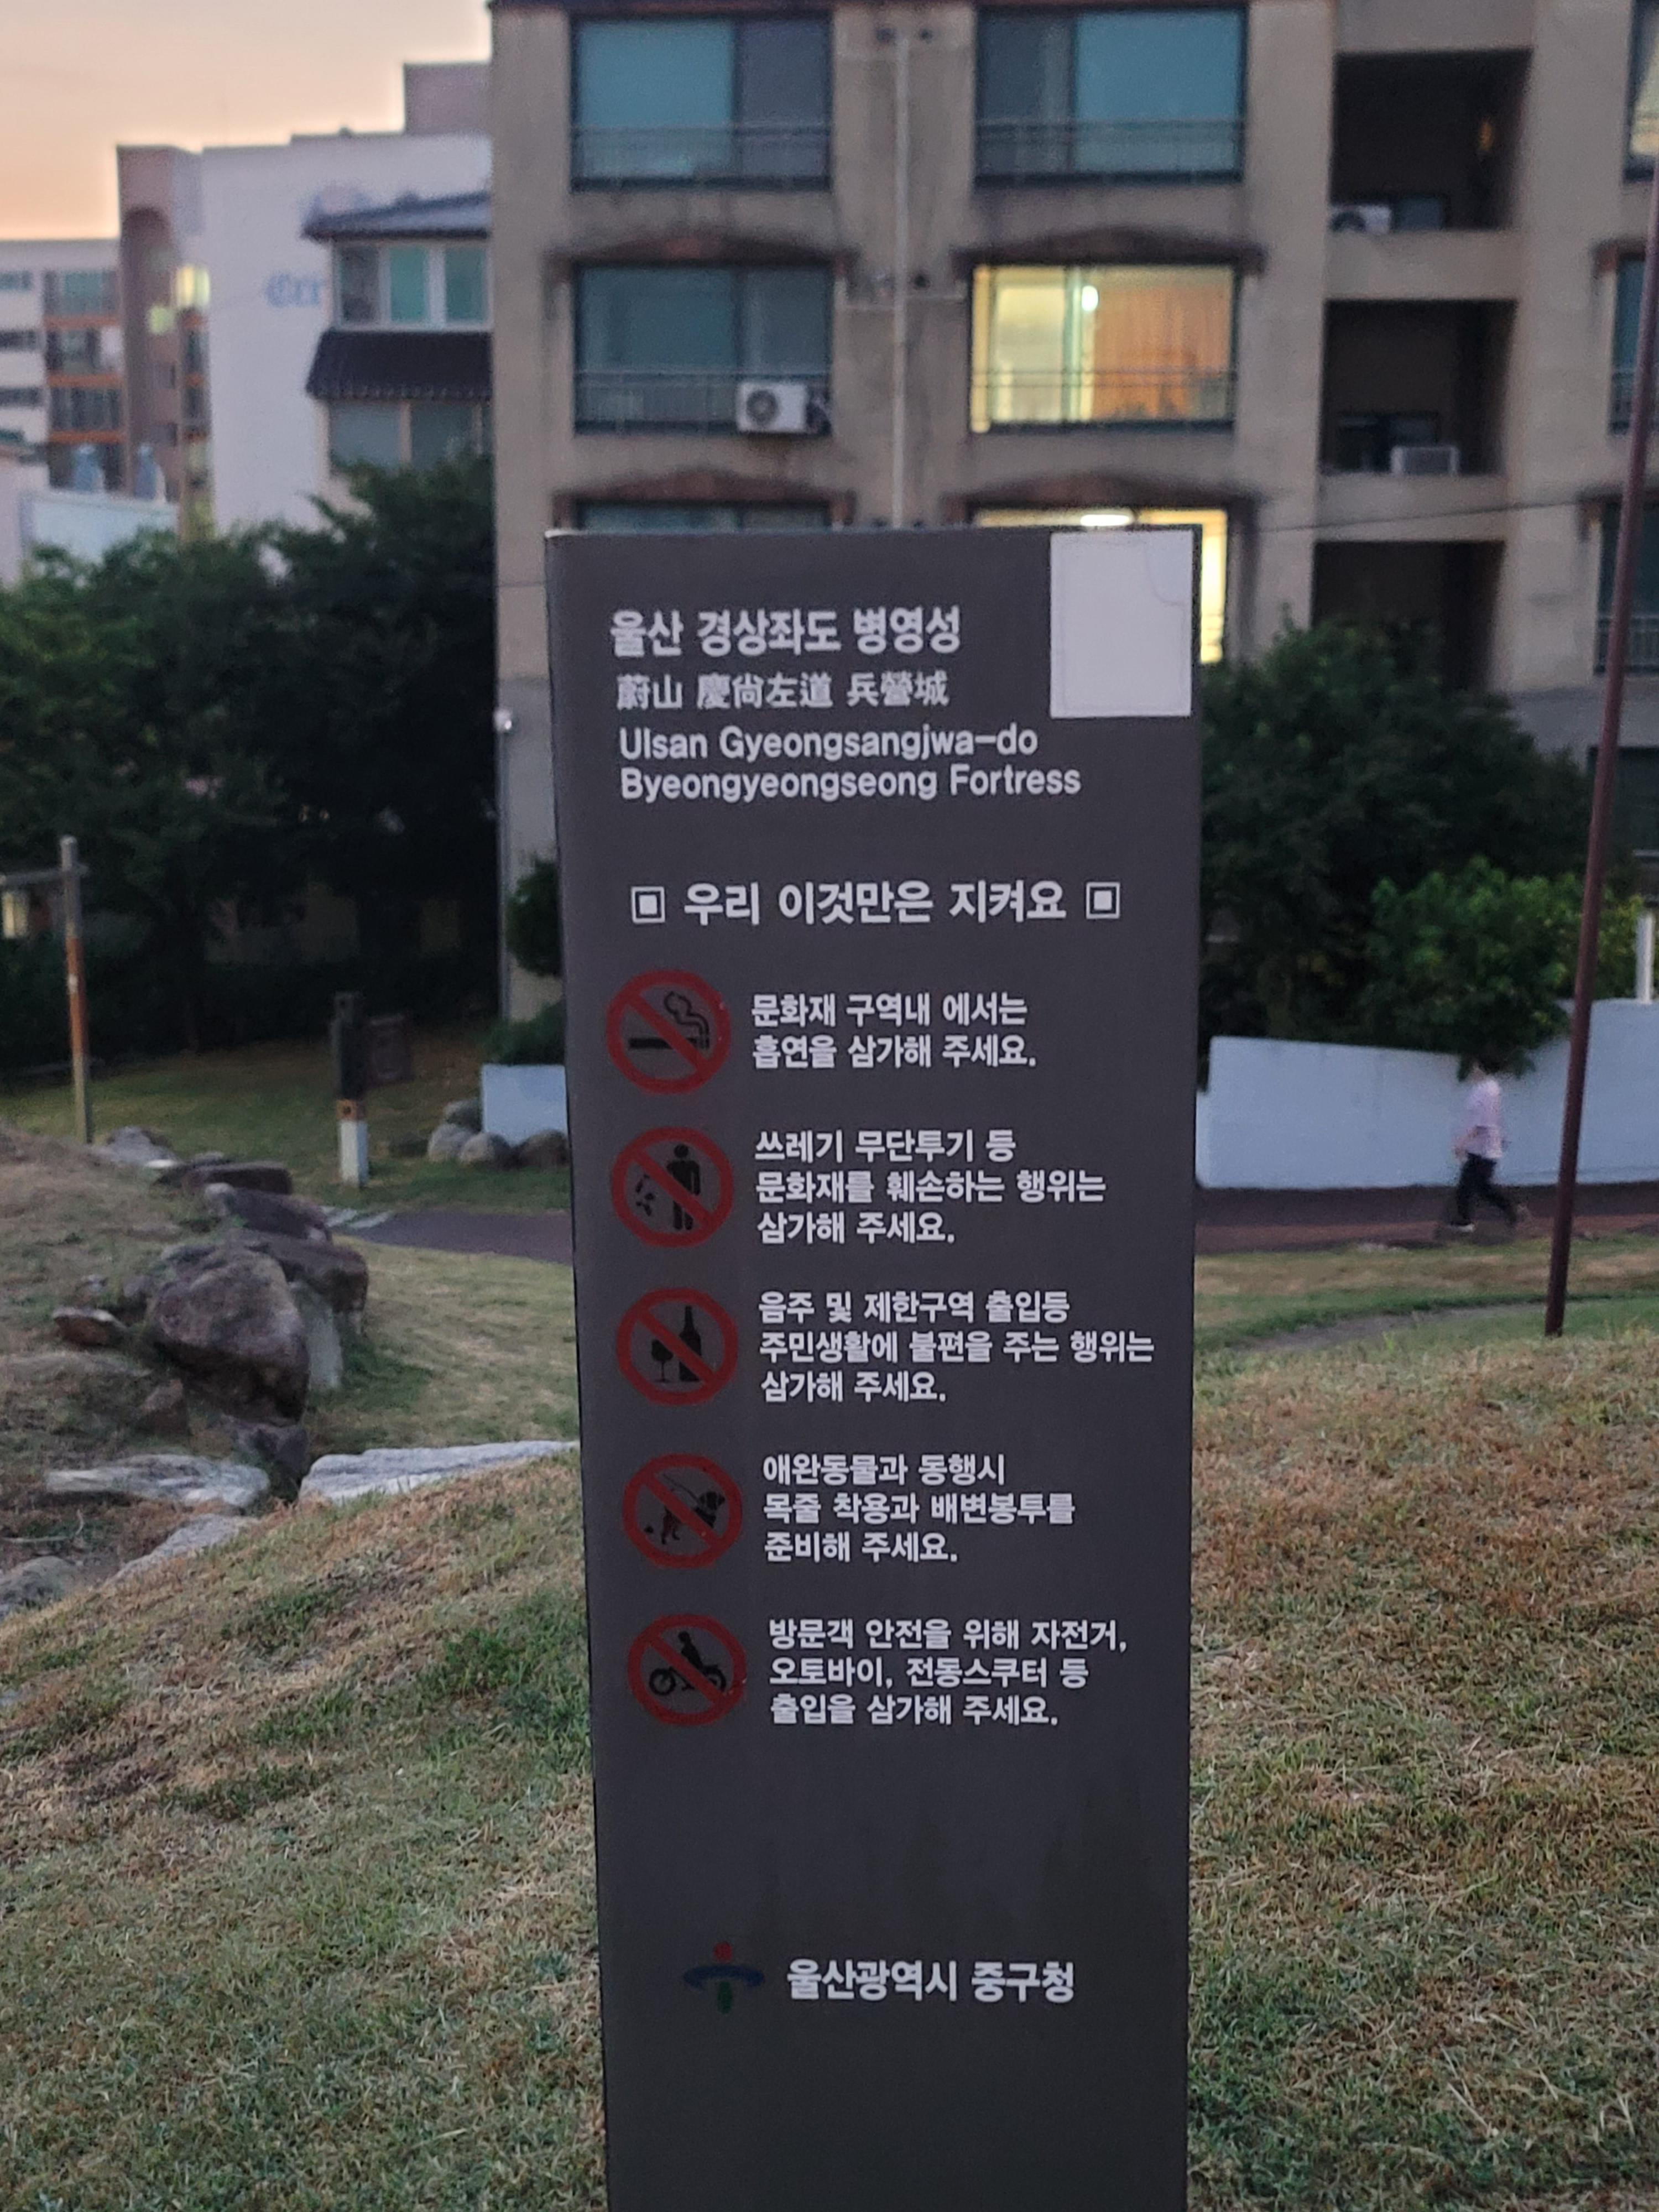 울산 경상좌도 병영성
蔚山 慶尙左道 兵營城
Ulsan Gyeongsangjwa-do
Byeongyeongseong Fortress
▣ 우리 이것만은 지켜요 ▣
문화재 구역내 에서는
흡연을 삼가해 주세요.
쓰레기 무단투기 등
문화재를 훼손하는 행위는
삼가해 주세요.
음주 및 제한구역 출입등
주민생활에 불편을 주는 행위는
삼가해 주세요.
애완동물과 동행시
목줄 착용과 배변봉투를
준비해 주세요.
방문객 안전을 위해 자전거,
오토바이, 전동스쿠터 등
출입을 삼가해 주세요.
울산광역시 중구청